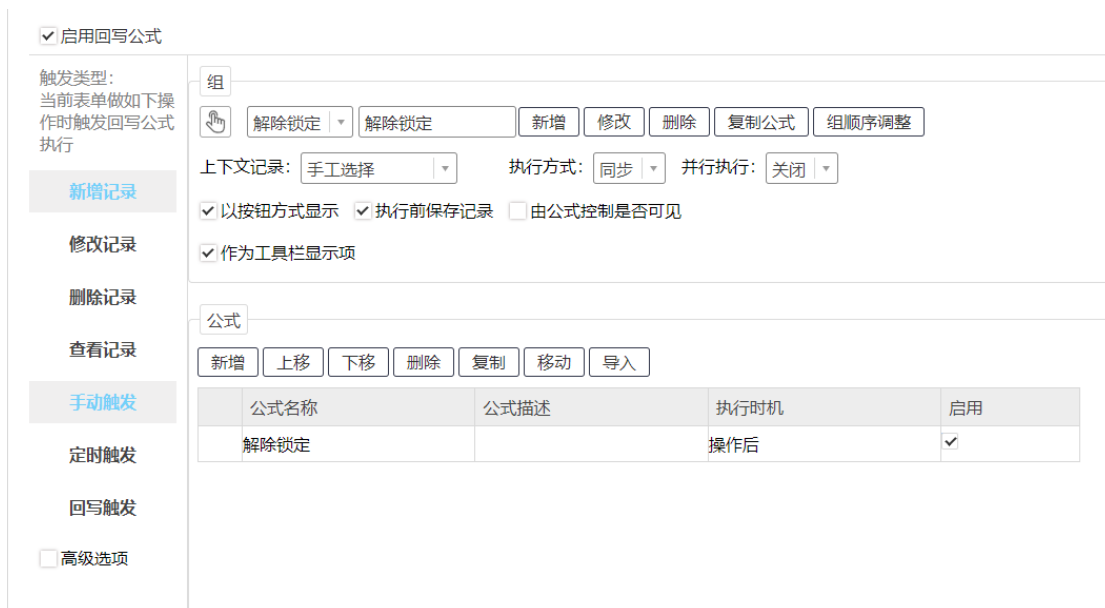 启用回写公式
触发类型：
当前表单做如下操
作时触发回写公式
执行
新增记录
修改记录
删除记录
查看记录
手动触发
定时触发
回写触发
高级选项
组
解除锁定 解除锁定 新增 修改 删除 复制公式 组顺序调整
上下文记录： 手工选择 执行方式： 同步 并行执行： 关闭
以按钮方式显示 执行前保存记录 由公式控制是否可见
作为工具栏显示项
公式
新增 上移 下移 删除 复制 移动 导入
公式名称 公式描述 执行时机 启用
解除锁定 操作后